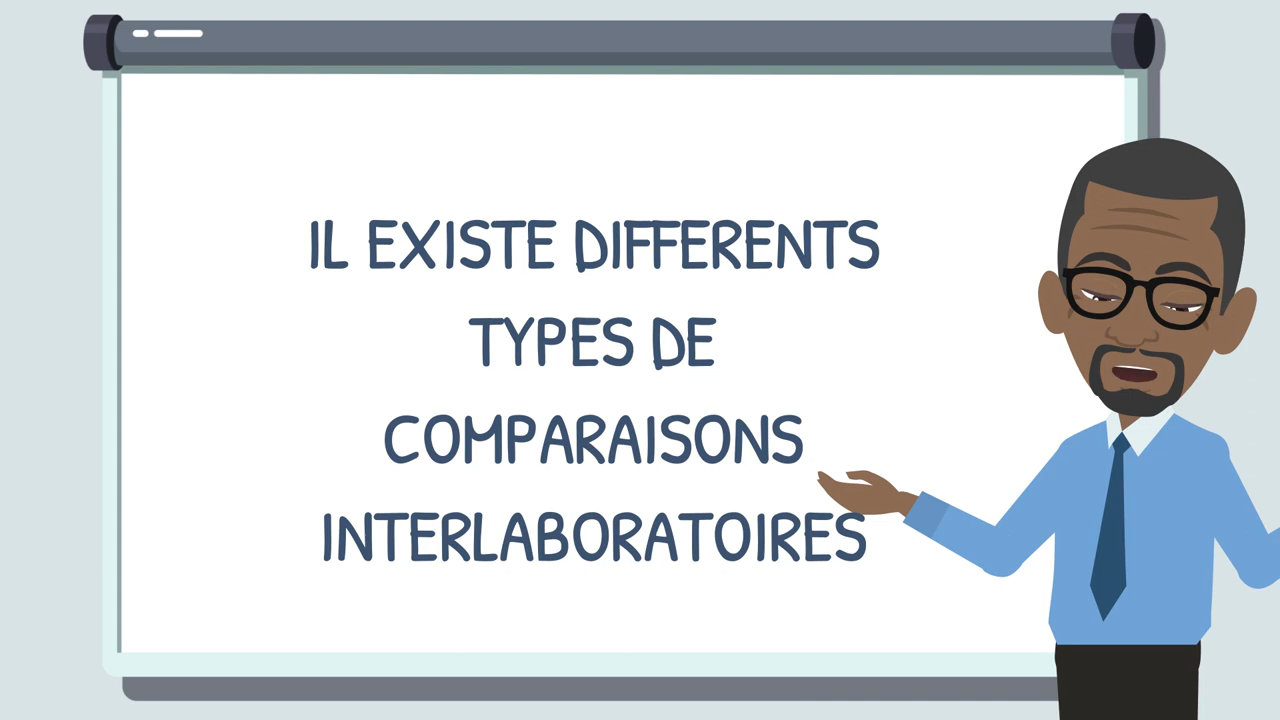 IL EXISTE DIFFERENTS
TYPES DE
COMPARAISONS
INTERLABORATOIRES